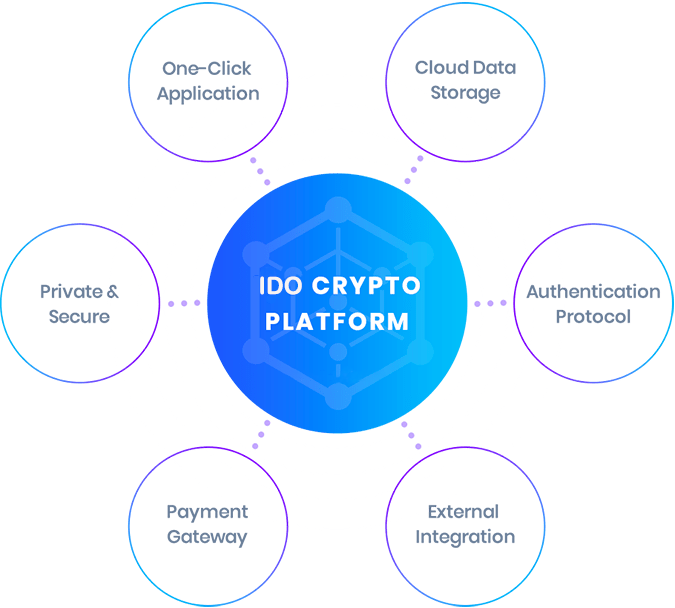 One-Click
Application
Cloud Data
Storage
Private &
Secure
IDO CRYPTO
PLATFORM
Authentication
Protocol
Payment
Gateway
External
Integration